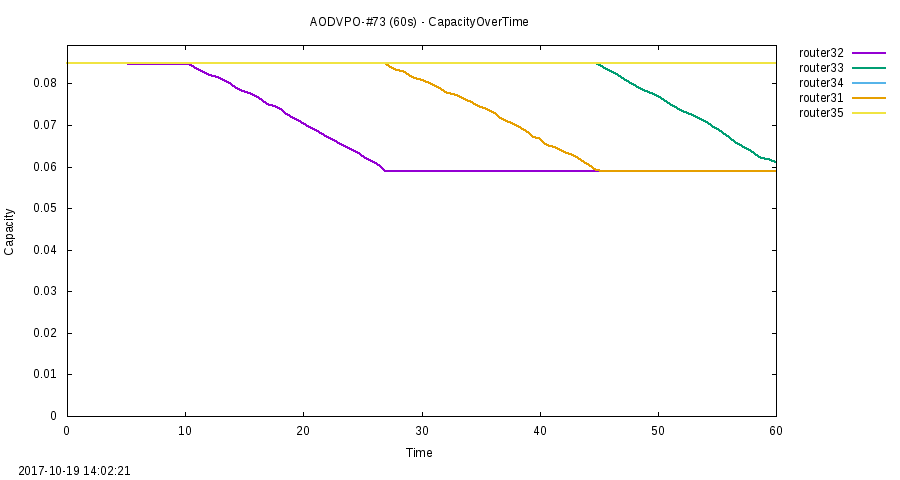 AODVPO-#73 (60s) - CapacityOverTime
router32
router33
router34
router31
router35
0.08
0.07
0.06
0.05
0.04
0.03
0.02
0.01
0
Capacity
0 10 20 30 40 50 60
Time
2017-10-19 14:02:21